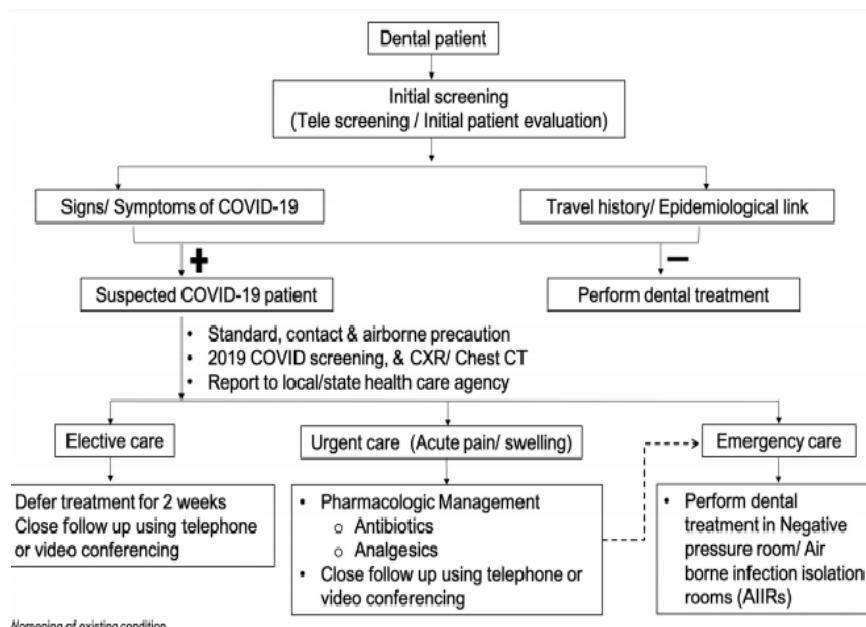 Dental patient
Initial screening
(Tele screening / Initial patient evaluation)
Signs/ Symptoms of COVID-19
Travel history/ Epidemiological link
+
−
Suspected COVID-19 patient
Perform dental treatment
• Standard, contact & airborne precaution
• 2019 COVID screening, & CXR/ Chest CT
• Report to local/state health care agency
Elective care
Urgent care (Acute pain/ swelling)
Emergency care
Defer treatment for 2 weeks
Close follow up using telephone
or video conferencing
• Pharmacologic Management
o Antibiotics
o Analgesics
• Close follow up using telephone or
video conferencing
• Perform dental
treatment in Negative
pressure room/ Air
borne infection isolation
rooms (AIIRs)
Worsening of existing condition